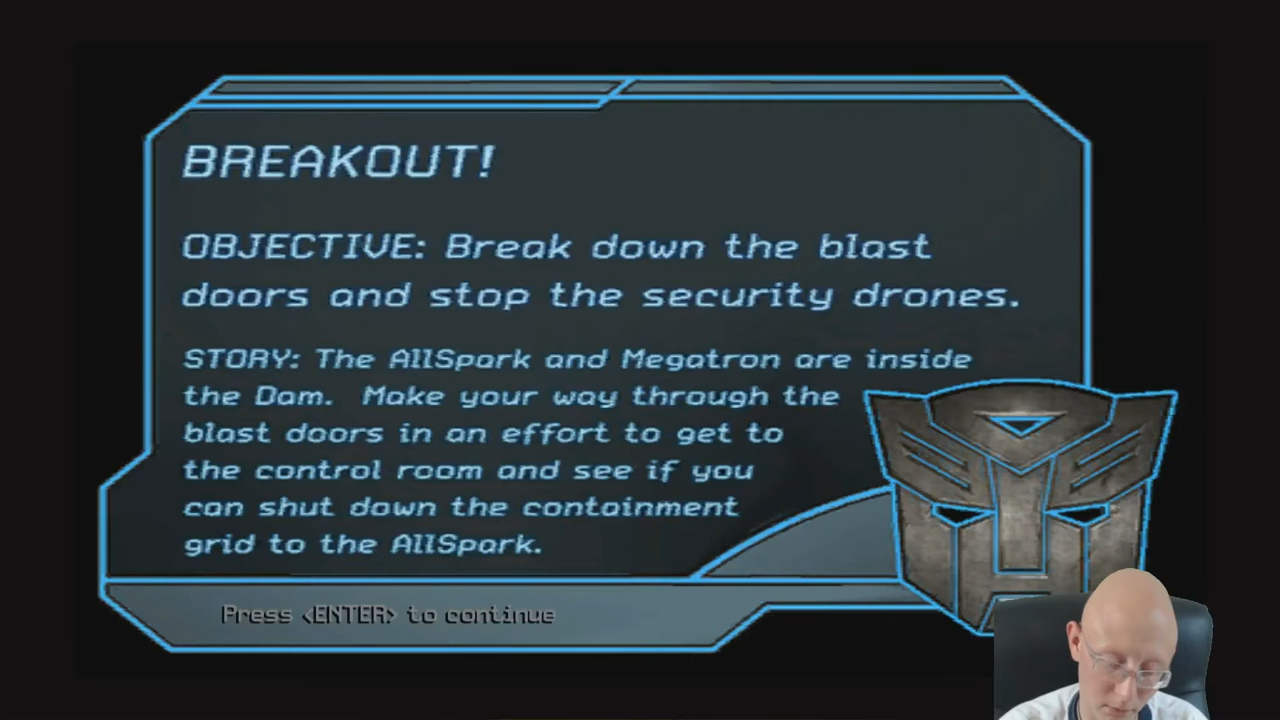 BREAKOUT!
OBJECTIVE: Break down the blast
doors and stop the security drones.
STORY: The AllSpark and Megatron are inside
the Dam.  Make your way through the
blast doors in an effort to get to
the control room and see if you
can shut down the containment
grid to the AllSpark.
Press <ENTER> to continue